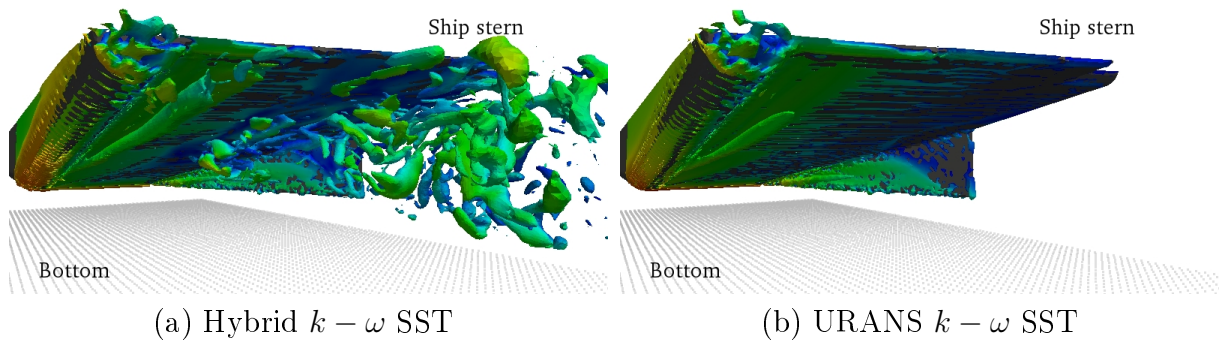 Ship stern
Bottom
(a) Hybrid k − ω SST
Ship stern
Bottom
(b) URANS k − ω SST